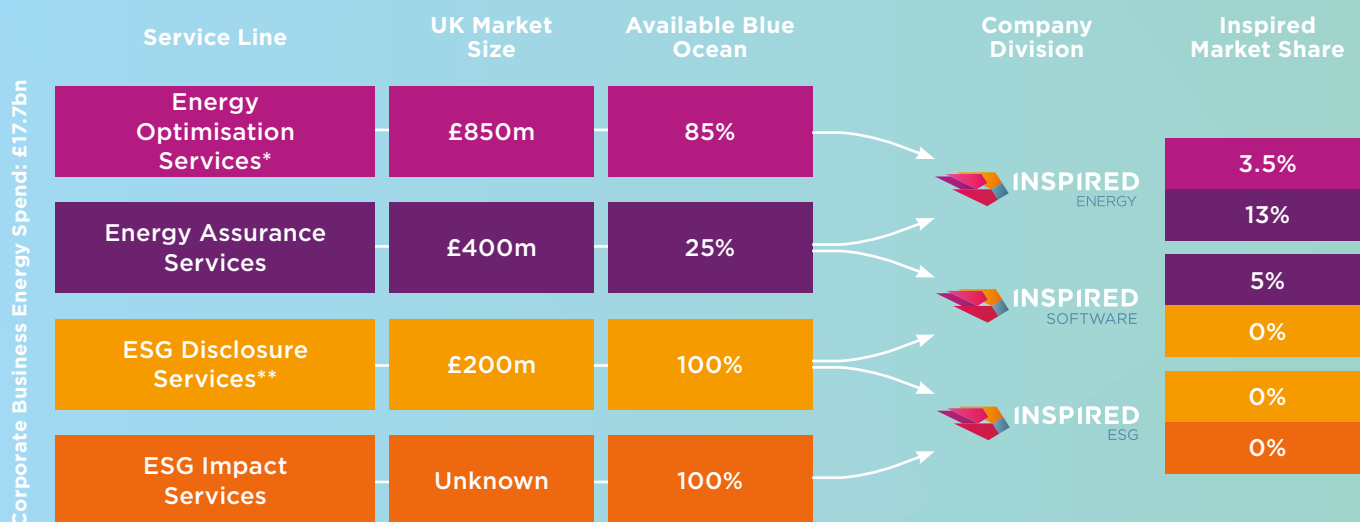 Corporate Business Energy Spend: £17.7bn
Service Line
UK Market
Size
Available Blue
Ocean
Company
Division
Inspired
Market Share
Energy
Optimisation
Services*
£850m
85%
Energy Assurance
Services
£400m
25%
ESG Disclosure
Services**
£200m
100%
ESG Impact
Services
Unknown
100%
INSPIRED
ENERGY
INSPIRED
SOFTWARE
INSPIRED
ESG
3.5%
13%
5%
0%
0%
0%